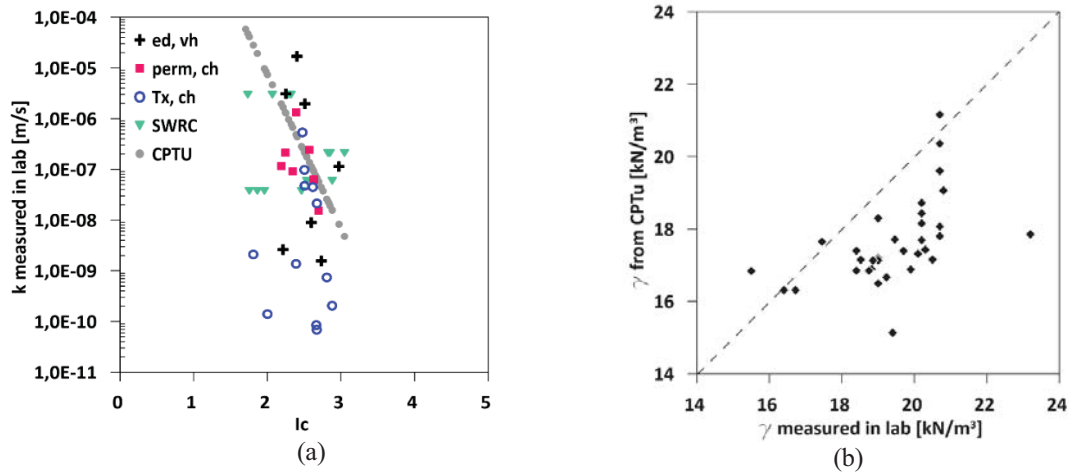 k measured in lab [m/s]
1,0E-04
1,0E-05
1,0E-06
1,0E-07
1,0E-08
1,0E-09
1,0E-10
1,0E-11
ed, vh
perm, ch
Tx, ch
SWRC
CPTU
0 1 2 3 4 5
Ic
(a)
γ from CPTu [kN/m³]
24
22
20
18
16
14
14 16 18 20 22 24
γ measured in lab [kN/m³]
(b)